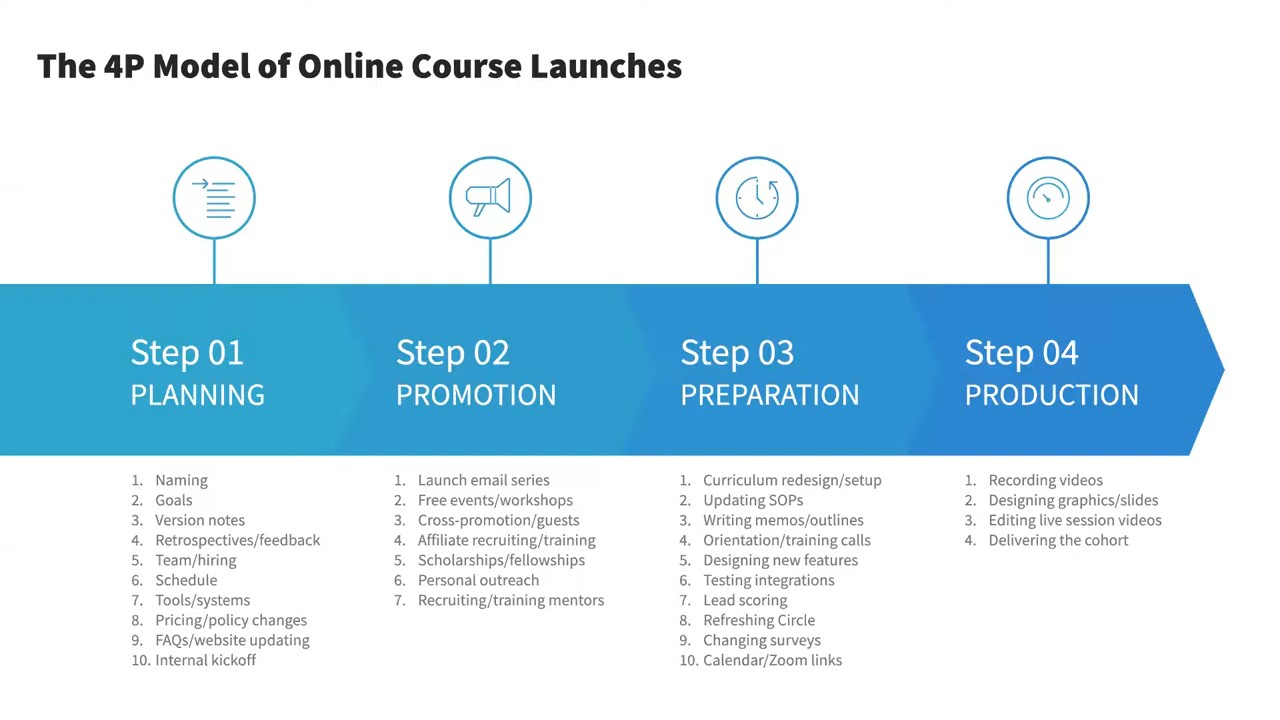 The 4P Model of Online Course Launches
Step 01
PLANNING
1. Naming
2. Goals
3. Version notes
4. Retrospectives/feedback
5. Team/hiring
6. Schedule
7. Tools/systems
8. Pricing/policy changes
9. FAQs/website updating
10. Internal kickoff
Step 02
PROMOTION
1. Launch email series
2. Free events/workshops
3. Cross-promotion/guests
4. Affiliate recruiting/training
5. Scholarships/fellowships
6. Personal outreach
7. Recruiting/training mentors
Step 03
PREPARATION
1. Curriculum redesign/setup
2. Updating SOPs
3. Writing memos/outlines
4. Orientation/training calls
5. Designing new features
6. Testing integrations
7. Lead scoring
8. Refreshing Circle
9. Changing surveys
10. Calendar/Zoom links
Step 04
PRODUCTION
1. Recording videos
2. Designing graphics/slides
3. Editing live session videos
4. Delivering the cohort